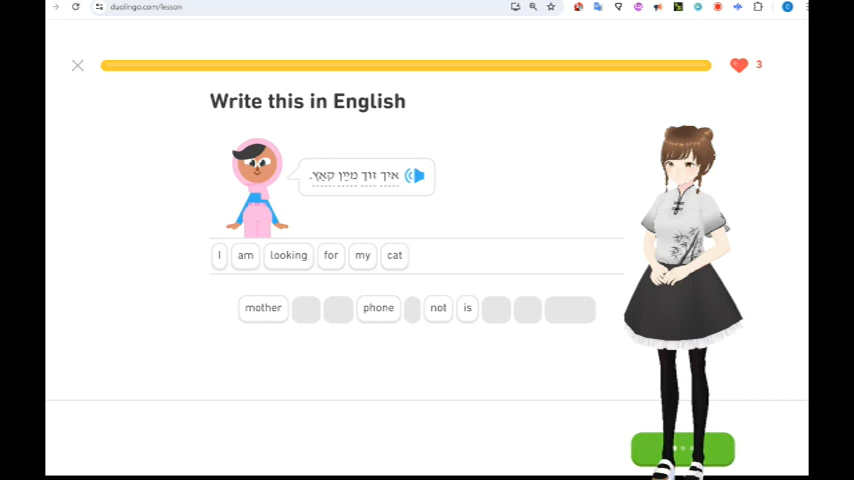 duolingo.com/lesson
3
Write this in English
איך זוך מײַן קאַץ.
I am looking for my cat
mother phone not is